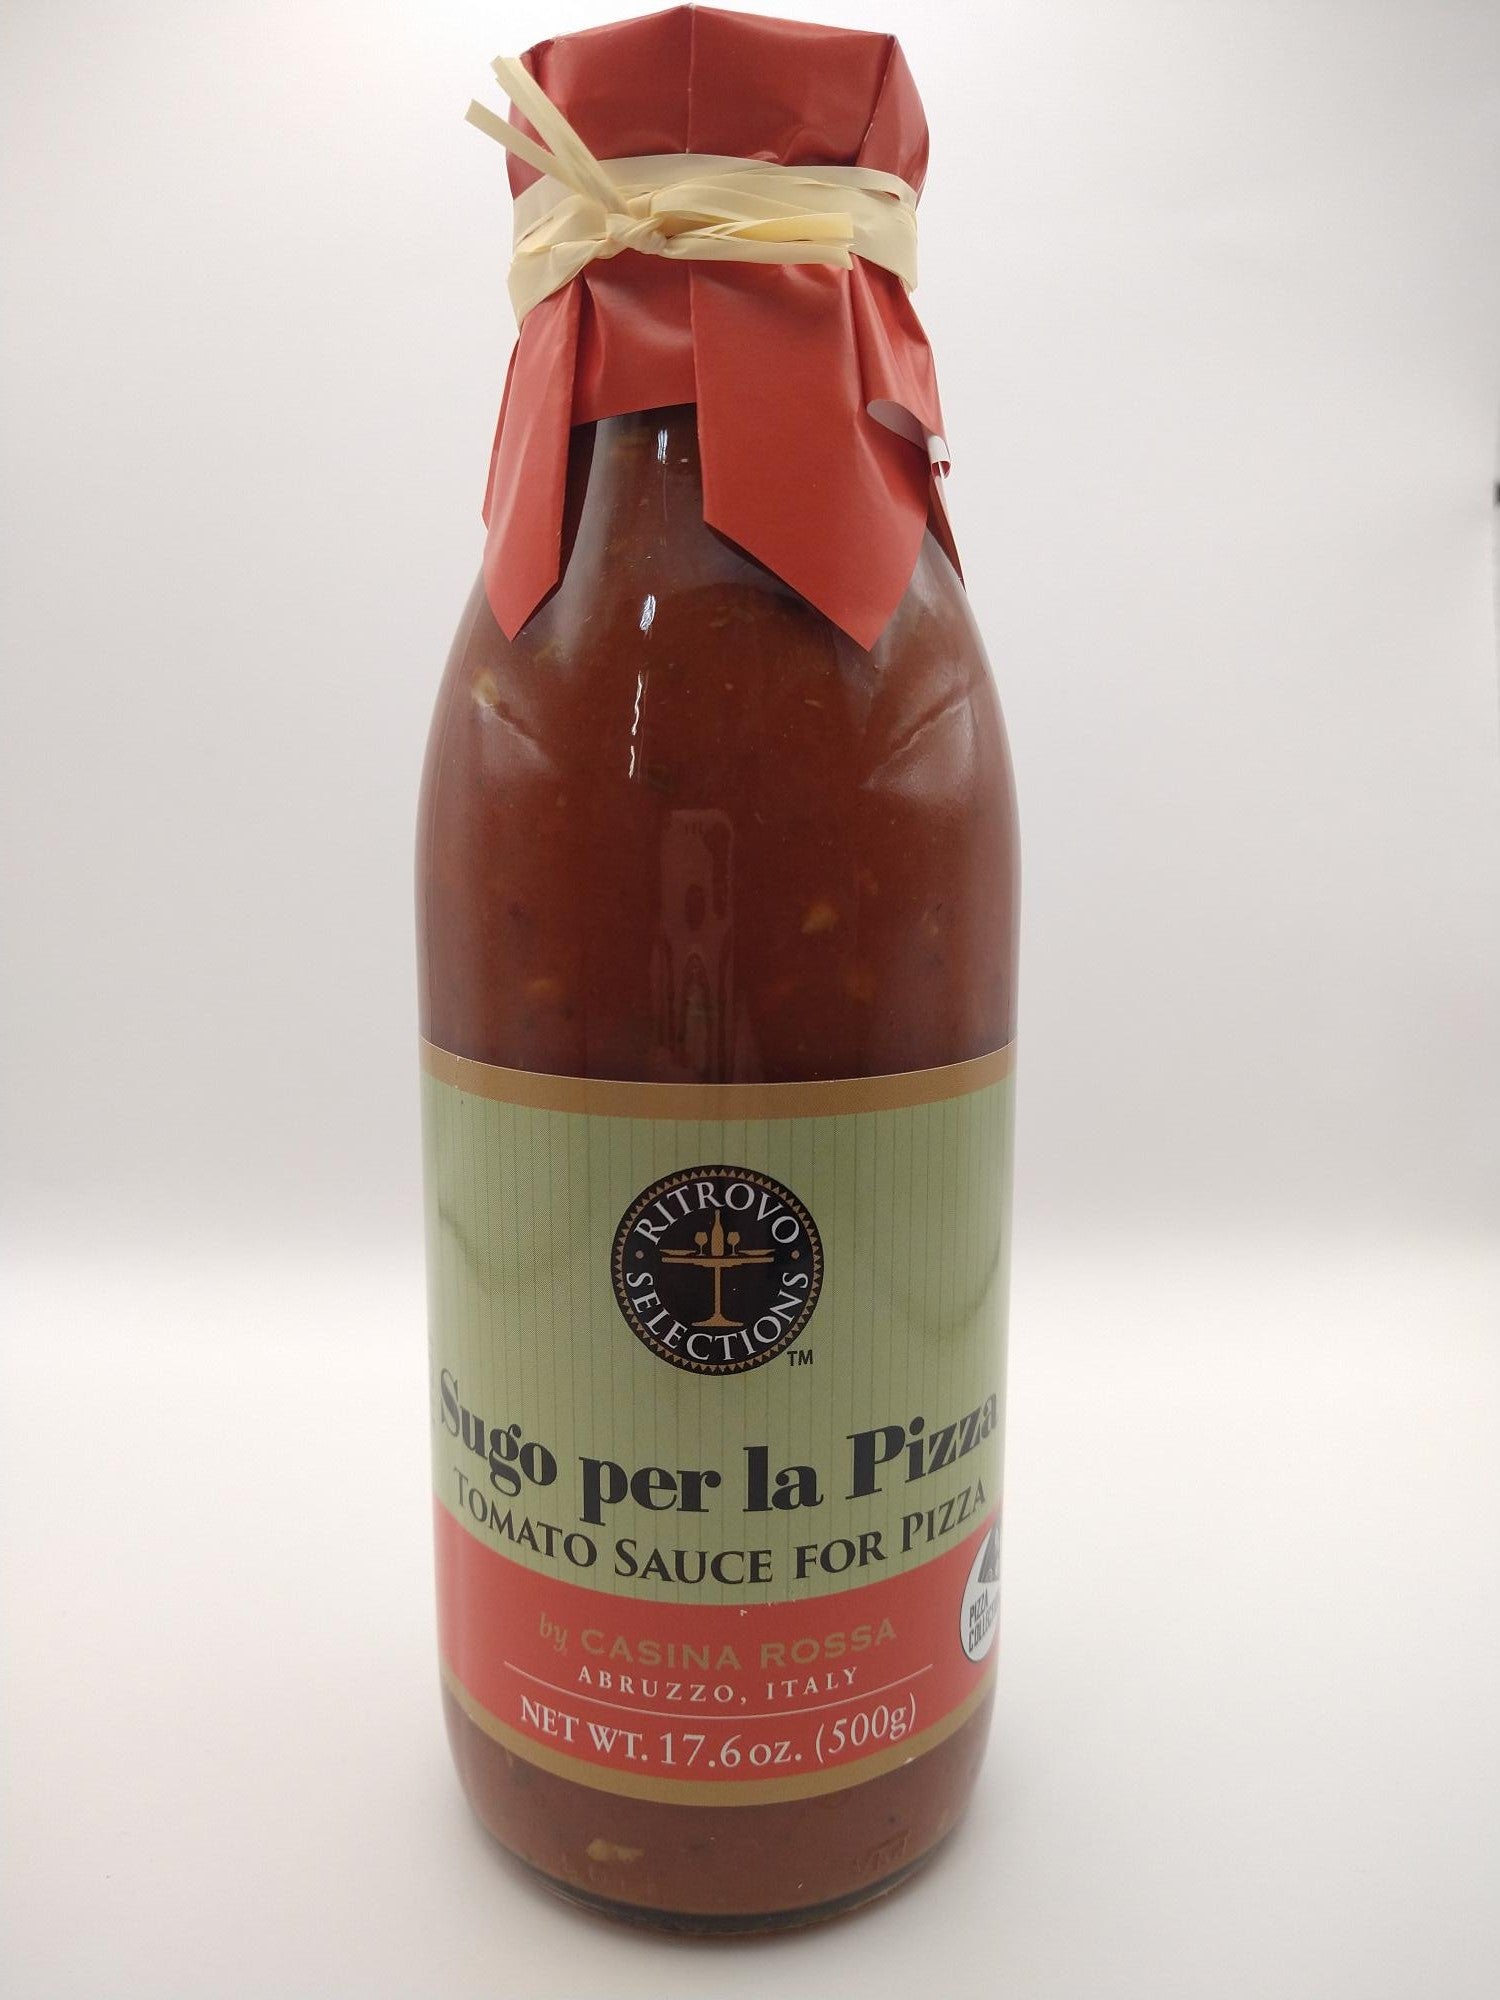 RITROVO
SELECTIONS
TM
Sugo per la Pizza
TOMATO SAUCE FOR PIZZA
PIZZA
by CASINA ROSSA
ABRUZZO, ITALY
NET WT. 17.6 oz. (500g)